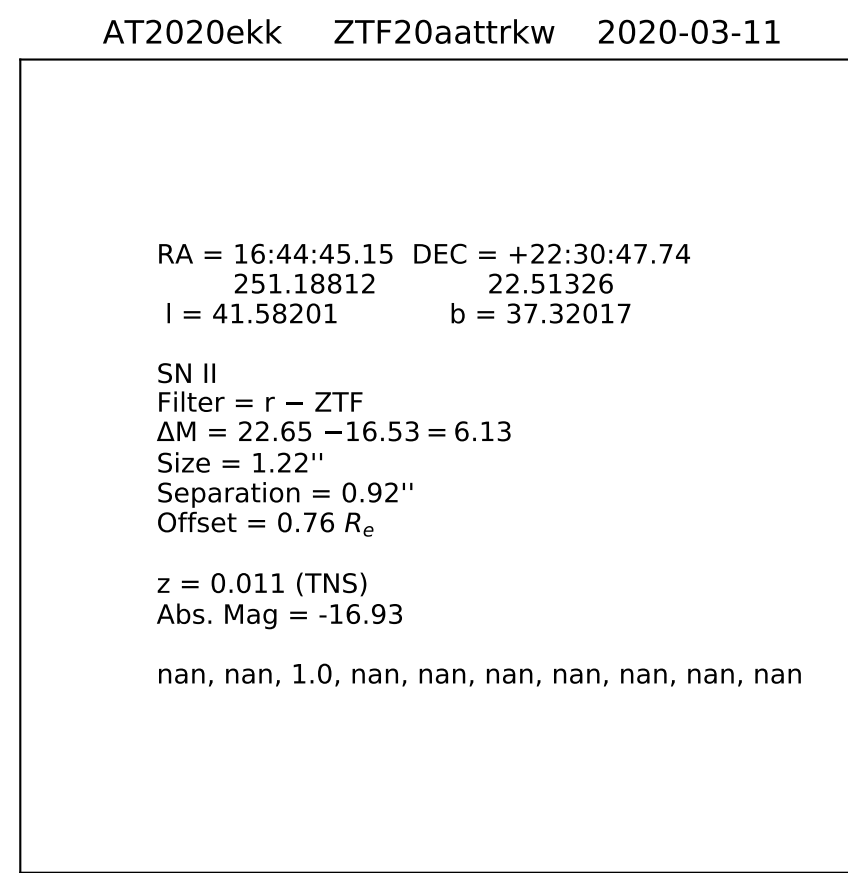 AT2020ekk ZTF20aattrkw 2020-03-11
RA = 16:44:45.15 DEC = +22:30:47.74
251.18812 22.51326
l = 41.58201 b = 37.32017
SN II
Filter = r − ZTF
ΔM = 22.65 −16.53 = 6.13
Size = 1.22''
Separation = 0.92''
Offset = 0.76 Rₑ
z = 0.011 (TNS)
Abs. Mag = -16.93
nan, nan, 1.0, nan, nan, nan, nan, nan, nan, nan